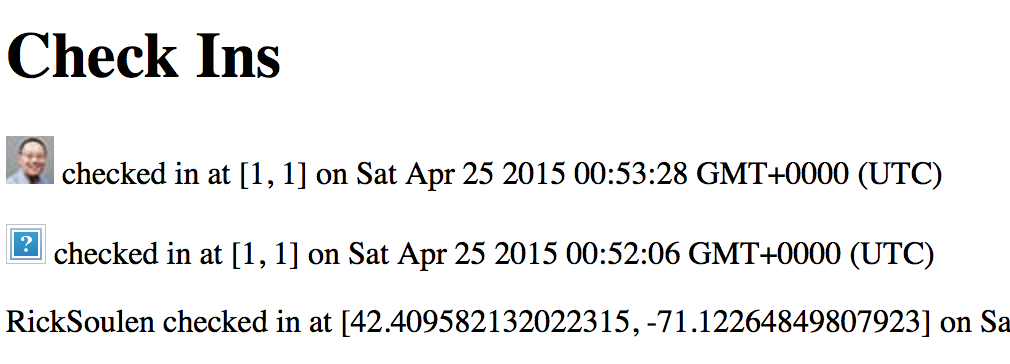 Check Ins
checked in at [1, 1] on Sat Apr 25 2015 00:53:28 GMT+0000 (UTC)
? checked in at [1, 1] on Sat Apr 25 2015 00:52:06 GMT+0000 (UTC)
RickSoulen checked in at [42.409582132022315, -71.12264849807923] on Sa